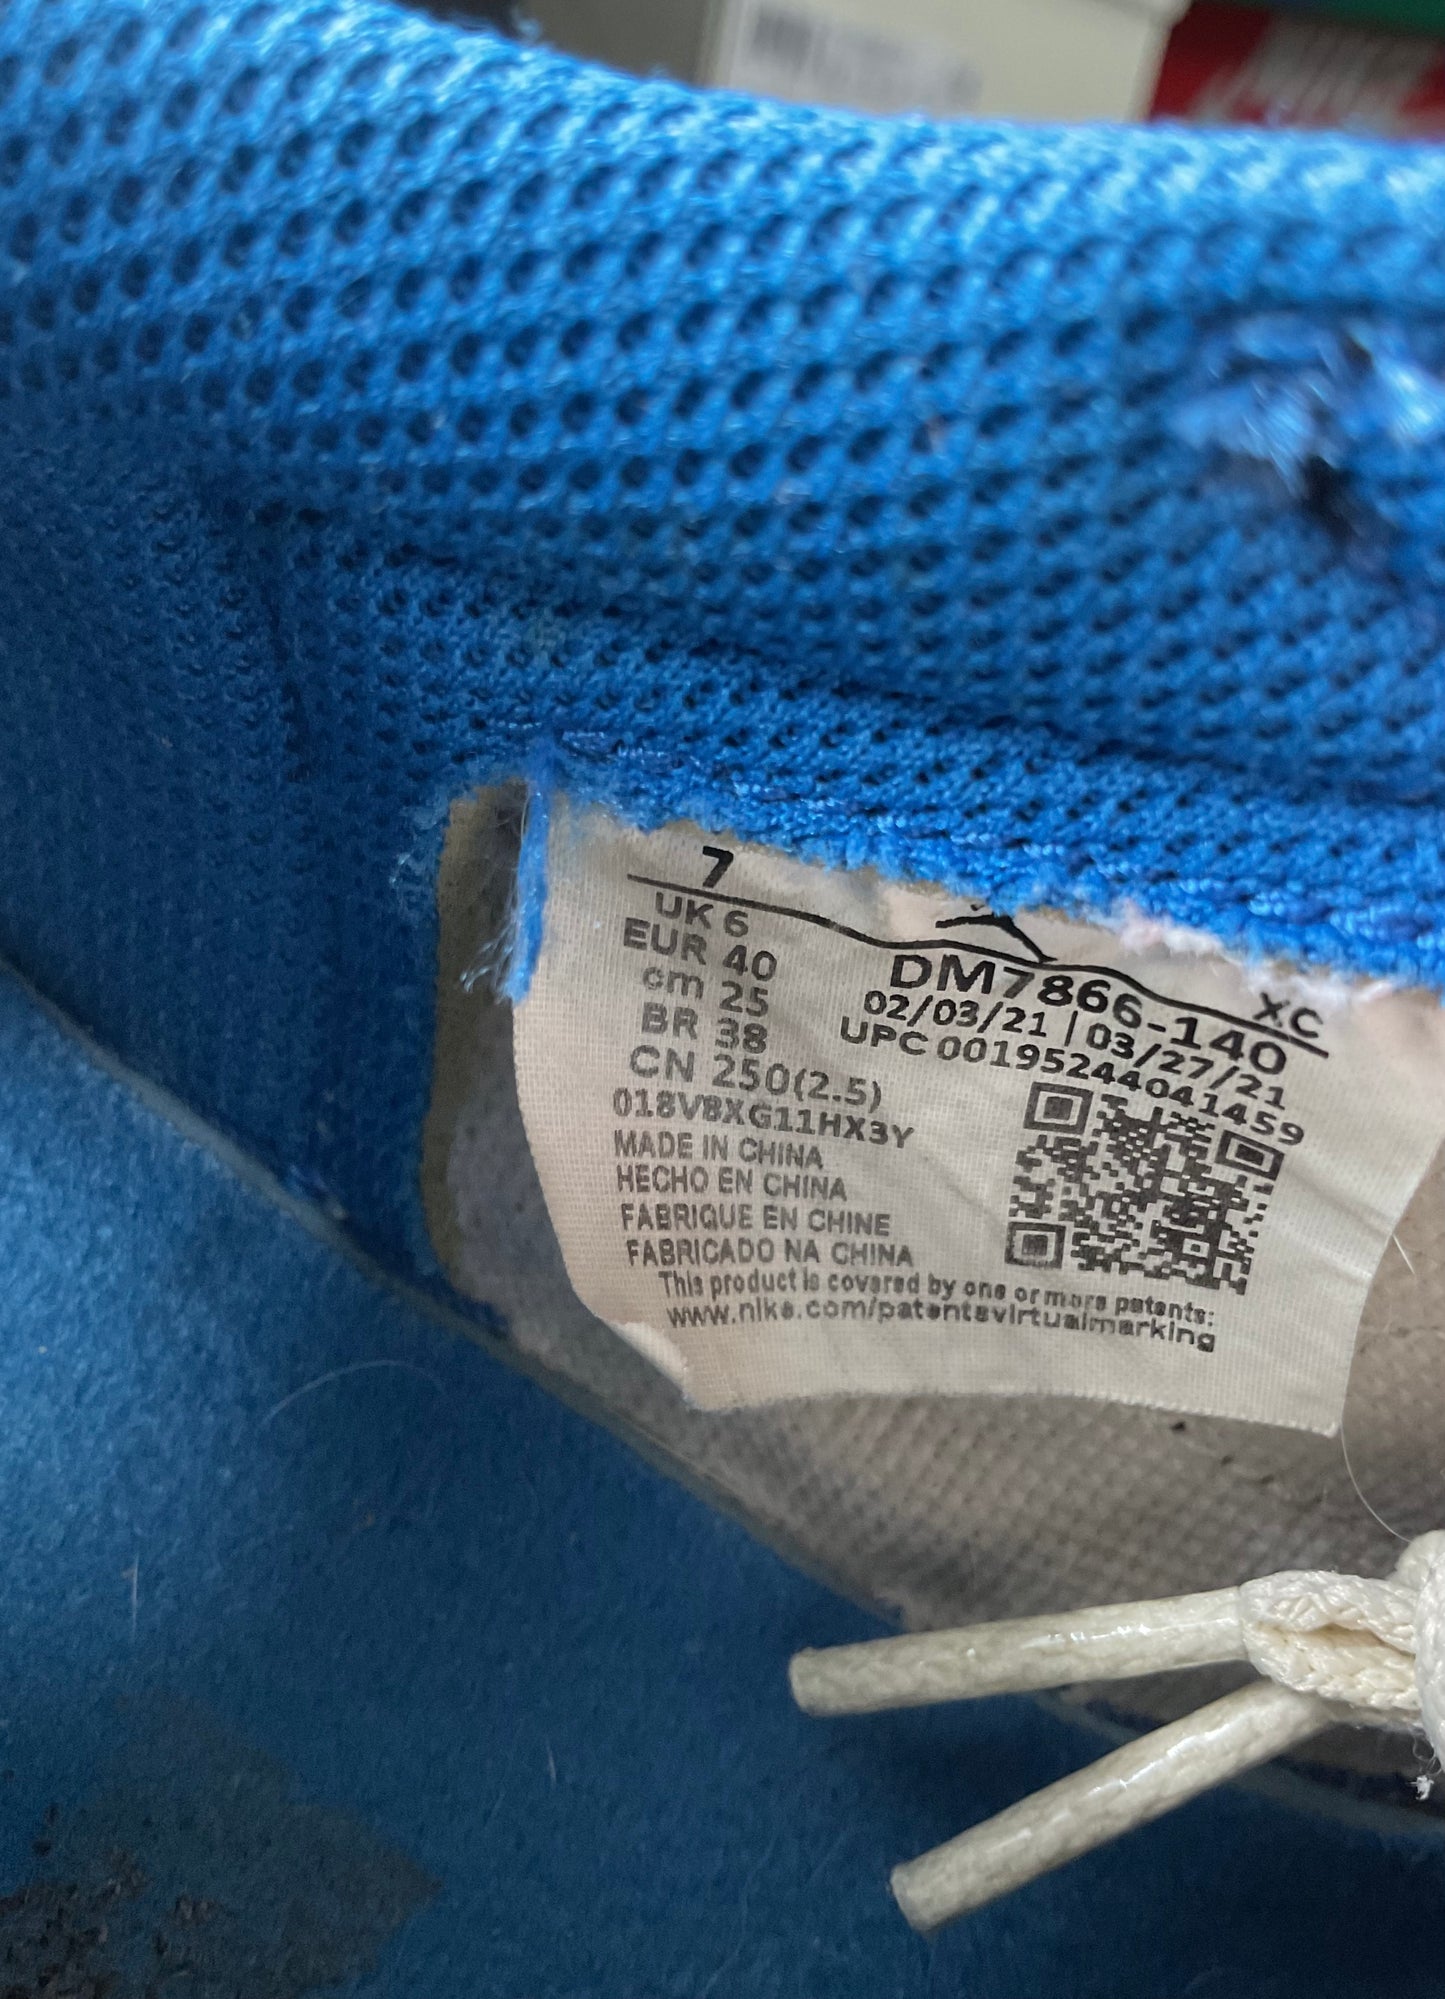 7
UK 6
EUR 40
cm 25
BR 38
CN 250(2.5)
018VBXG11HX3Y
MADE IN CHINA
HECHO EN CHINA
FABRIQUE EN CHINE
FABRICADO NA CHINA
XC
DM7866-140
02/03/21 | 03/27/21
UPC 00195244041459
This product is covered by one or more patents:
www.nike.com/patentsvirtualmarking